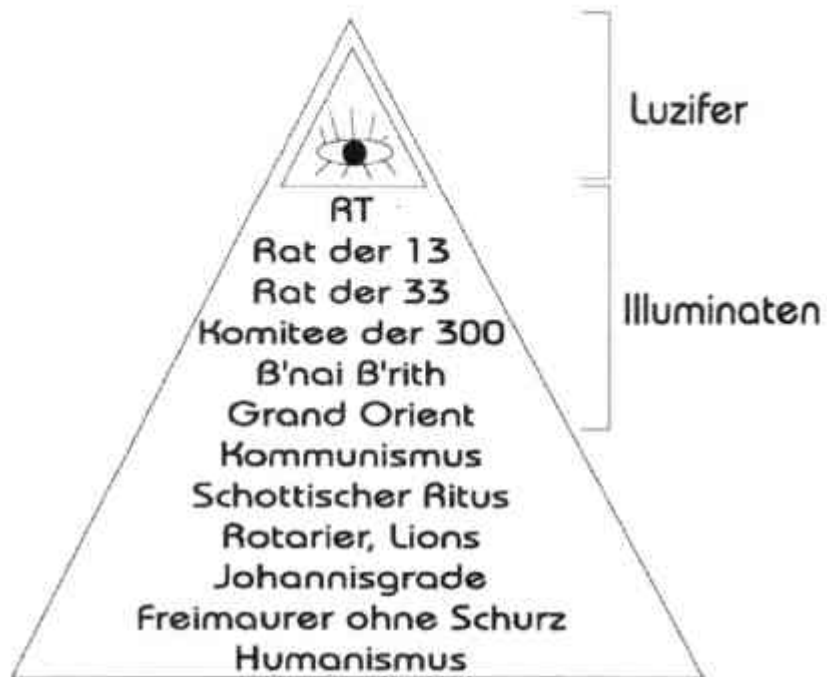 Luzifer
RT
Rat der 13
Rat der 33
Komitee der 300
B'nai B'rith
Grand Orient
Illuminaten
Kommunismus
Schottischer Ritus
Rotarier, Lions
Johannisgrade
Freimaurer ohne Schurz
Humanismus